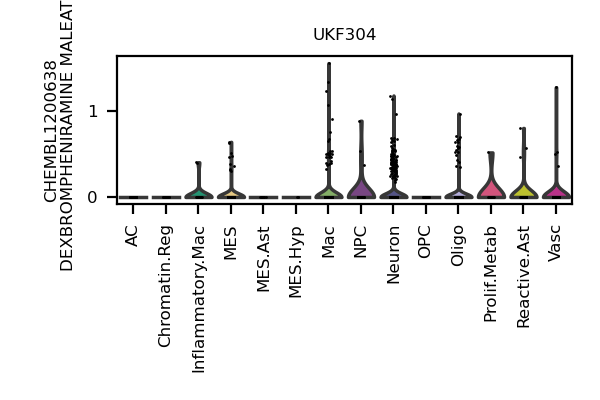 UKF304
CHEMBL1200638
DEXBROMPHENIRAMINE MALEAT
1
0
AC
Chromatin.Reg
Inflammatory.Mac
MES
MES.Ast
MES.Hyp
Mac
NPC
Neuron
OPC
Oligo
Prolif.Metab
Reactive.Ast
Vasc